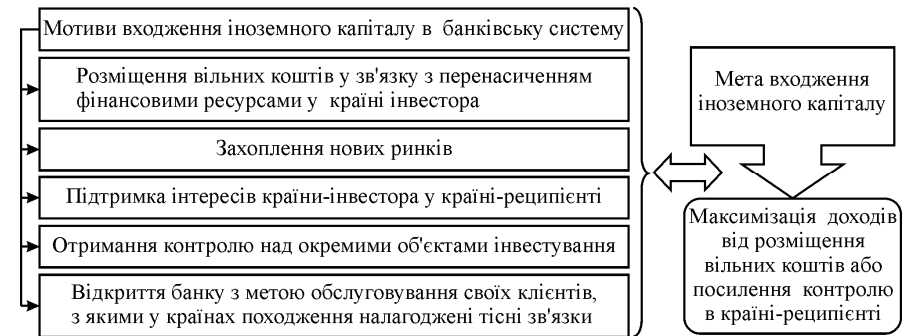 Мотиви входження іноземного капіталу в банківську систему
Розміщення вільних коштів у зв'язку з перенасиченням
фінансовими ресурсами у країні інвестора
Захоплення нових ринків
Підтримка інтересів країни-інвестора у країні-реципієнті
Отримання контролю над окремими об'єктами інвестування
Відкриття банку з метою обслуговування своїх клієнтів,
з якими у країнах походження налагоджені тісні зв'язки
Мета входження
іноземного капіталу
Максимізація доходів
від розміщення
вільних коштів або
посилення контролю
в країні-реципієнті